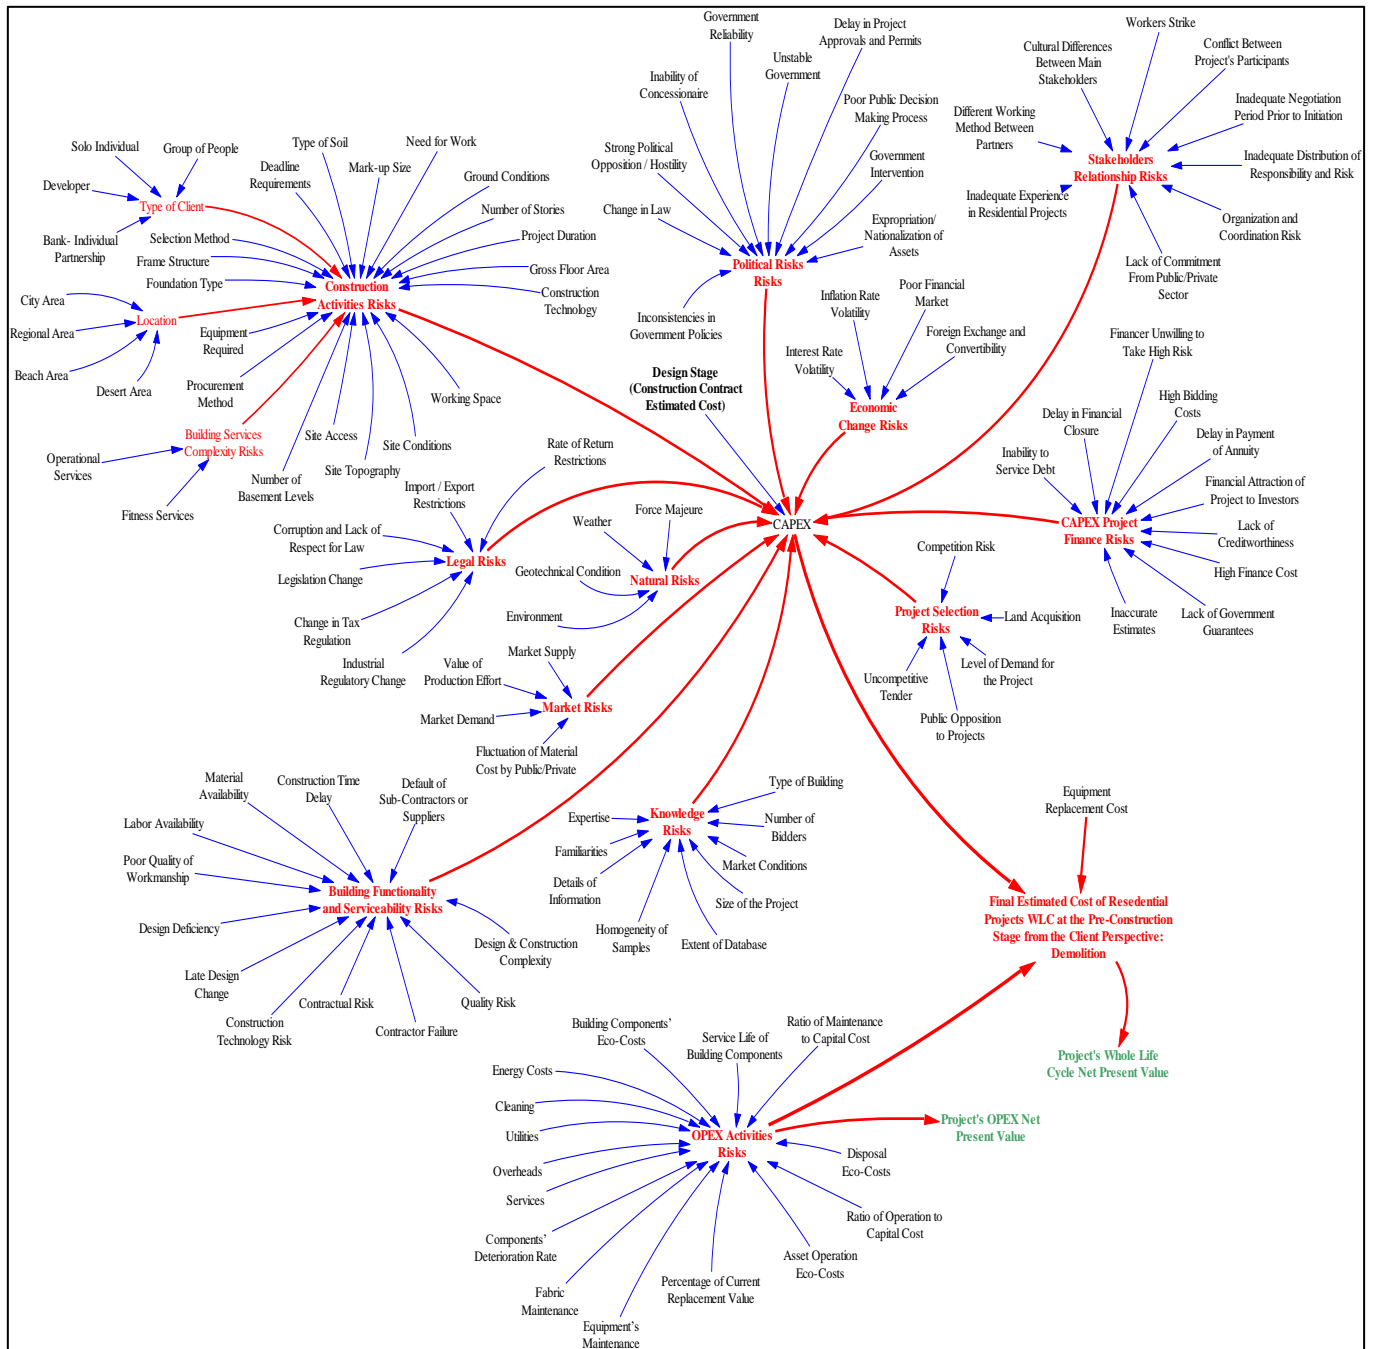 Government
Reliability
Delay in Project
Approvals and Permits
Unstable
Government
Inability of
Concessionaire
Poor Public Decision
Making Process
Strong Political
Opposition / Hostility
Government
Intervention
Change in Law
Expropriation/
Nationalization of
Assets
Political Risks
Risks
Inconsistencies in
Government Policies
Workers Strike
Cultural Differences
Between Main
Stakeholders
Conflict Between
Project's Participants
Different Working
Method Between
Partners
Inadequate Negotiation
Period Prior to Initiation
Stakeholders
Relationship Risks
Inadequate Distribution of
Responsibility and Risk
Inadequate Experience
in Residential Projects
Organization and
Coordination Risk
Lack of Commitment
From Public/Private
Sector
Solo Individual
Group of People
Developer
Type of Client
Bank- Individual
Partnership
Type of Soil
Need for Work
Deadline
Requirements
Mark-up Size
Ground Conditions
Number of Stories
Selection Method
Project Duration
Frame Structure
Gross Floor Area
Foundation Type
Construction
Activities Risks
Construction
Technology
City Area
Regional Area
Location
Beach Area
Desert Area
Equipment
Required
Procurement
Method
Working Space
Building Services
Complexity Risks
Operational
Services
Fitness Services
Site Access
Site Conditions
Number of
Basement Levels
Site Topography
Design Stage
(Construction Contract
Estimated Cost)
Inflation Rate
Volatility
Poor Financial
Market
Interest Rate
Volatility
Foreign Exchange and
Convertibility
Economic
Change Risks
Financer Unwilling to
Take High Risk
High Bidding
Costs
Delay in Financial
Closure
Delay in Payment
of Annuity
Inability to
Service Debt
Financial Attraction of
Project to Investors
CAPEX Project
Finance Risks
Lack of
Creditworthiness
High Finance Cost
Inaccurate
Estimates
Lack of Government
Guarantees
Rate of Return
Restrictions
Import / Export
Restrictions
Corruption and Lack of
Respect for Law
Legal Risks
Legislation Change
Change in Tax
Regulation
Industrial
Regulatory Change
Force Majeure
Weather
Geotechnical Condition
Natural Risks
Environment
CAPEX
Competition Risk
Project Selection
Risks
Land Acquisition
Uncompetitive
Tender
Level of Demand for
the Project
Public Opposition
to Projects
Market Supply
Value of
Production Effort
Market Demand
Market Risks
Fluctuation of Material
Cost by Public/Private
Material
Availability
Construction Time
Delay
Default of
Sub-Contractors or
Suppliers
Labor Availability
Poor Quality of
Workmanship
Building Functionality
and Serviceability Risks
Design Deficiency
Design & Construction
Complexity
Late Design
Change
Contractual Risk
Quality Risk
Construction
Technology Risk
Contractor Failure
Type of Building
Expertise
Knowledge
Risks
Number of
Bidders
Familiarities
Market Conditions
Details of
Information
Size of the Project
Homogeneity of
Samples
Extent of Database
Equipment
Replacement Cost
Final Estimated Cost of Resedential
Projects WLC at the Pre-Construction
Stage from the Client Perspective:
Demolition
Project's Whole Life
Cycle Net Present Value
Building Components'
Eco-Costs
Service Life of
Building Components
Ratio of Maintenance
to Capital Cost
Energy Costs
Cleaning
Utilities
OPEX Activities
Risks
Project's OPEX Net
Present Value
Overheads
Disposal
Eco-Costs
Services
Ratio of Operation to
Capital Cost
Components'
Deterioration Rate
Asset Operation
Eco-Costs
Fabric
Maintenance
Percentage of Current
Replacement Value
Equipment's
Maintenance